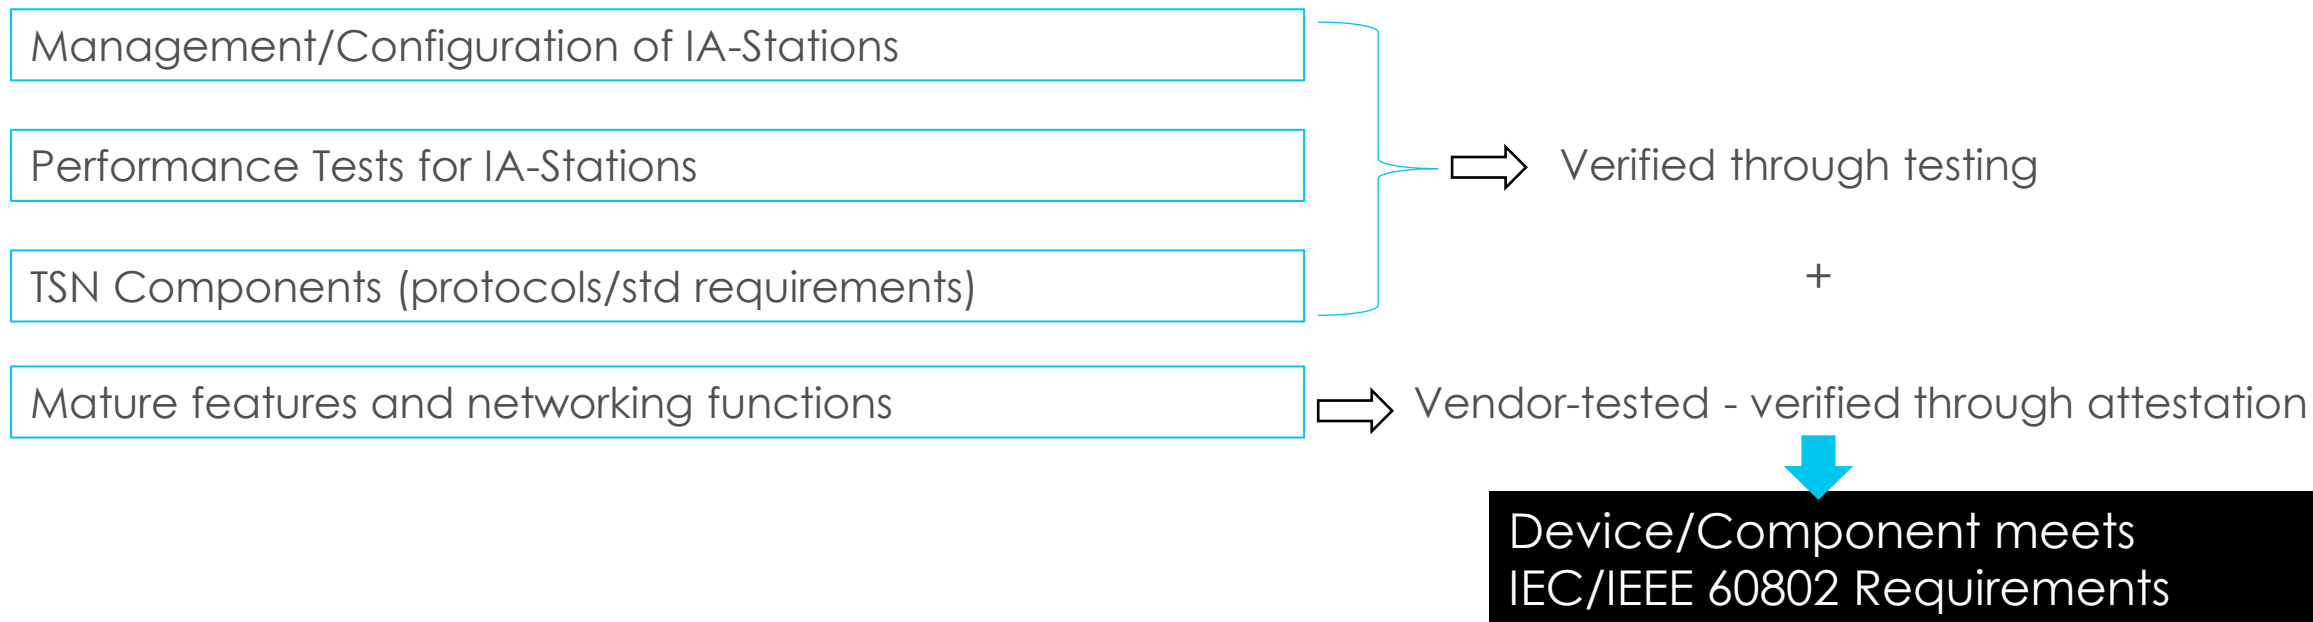 Management/Configuration of IA-Stations
Performance Tests for IA-Stations
Verified through testing
TSN Components (protocols/std requirements)
+
Mature features and networking functions
Vendor-tested - verified through attestation
Device/Component meets
IEC/IEEE 60802 Requirements